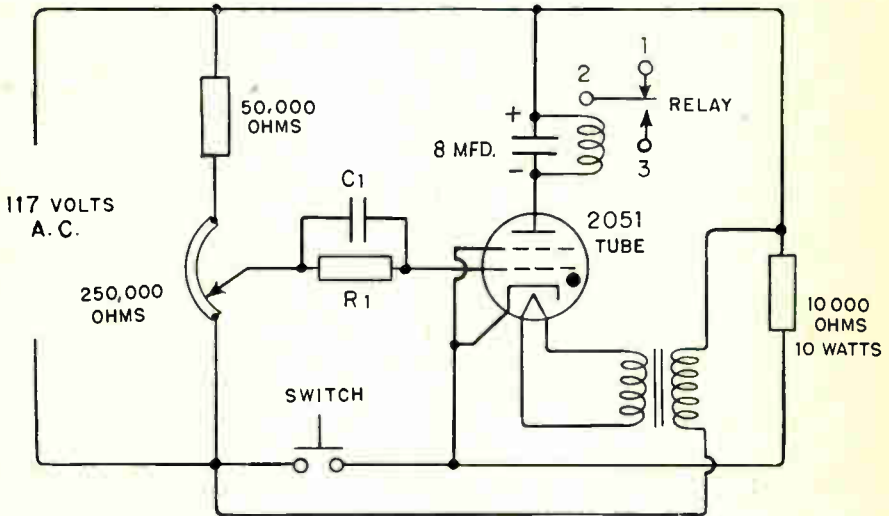 117 VOLTS
A.C.
50,000
OHMS
250,000
OHMS
C1
R1
SWITCH
8 MFD.
+
-
1
2
3
RELAY
2051
TUBE
10 000
OHMS
10 WATTS